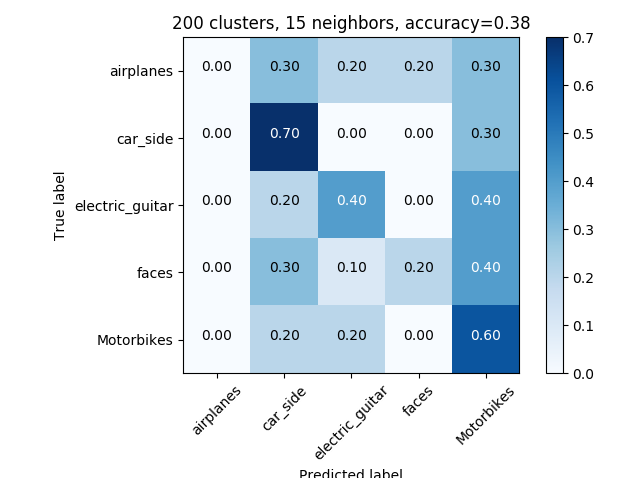 200 clusters, 15 neighbors, accuracy=0.38
True label
airplanes 0.00 0.30 0.20 0.20 0.30
car_side 0.00 0.70 0.00 0.00 0.30
electric_guitar 0.00 0.20 0.40 0.00 0.40
faces 0.00 0.30 0.10 0.20 0.40
Motorbikes 0.00 0.20 0.20 0.00 0.60
airplanes car_side electric_guitar faces Motorbikes
Predicted label
0.7
0.6
0.5
0.4
0.3
0.2
0.1
0.0